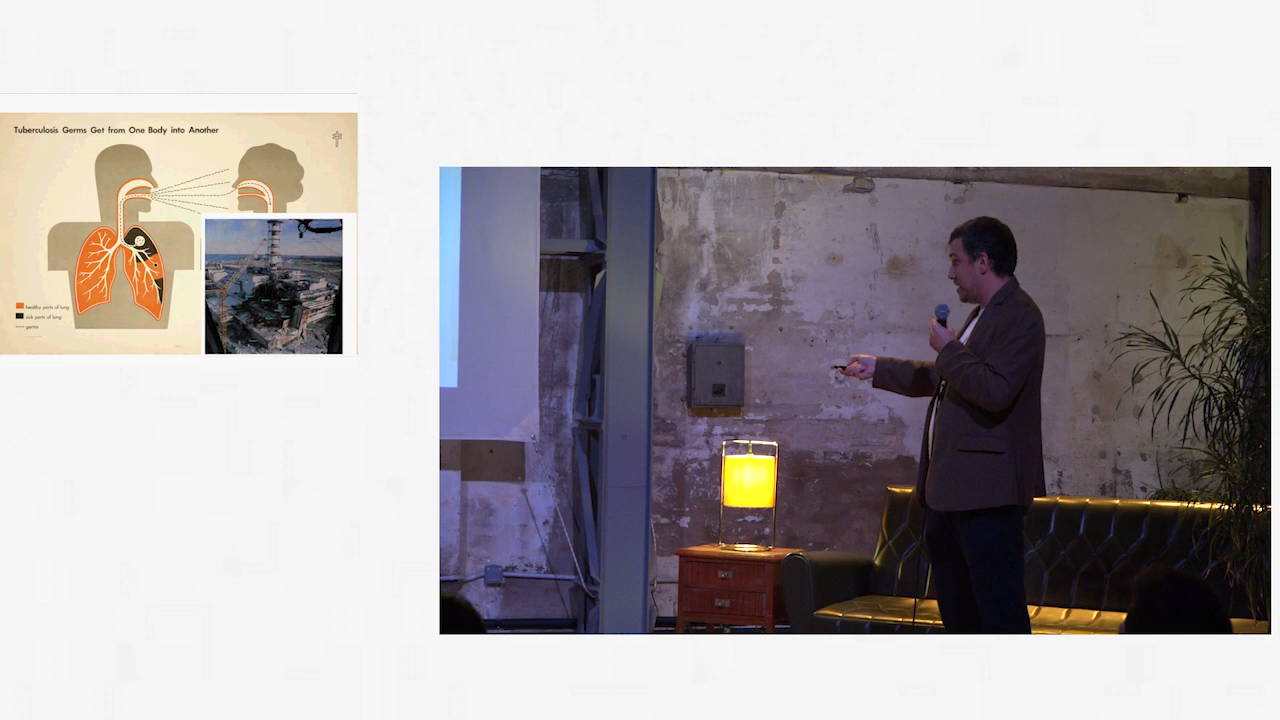 Tuberculosis Germs Get from One Body into Another
healthy parts of lung
sick parts of lung
germs